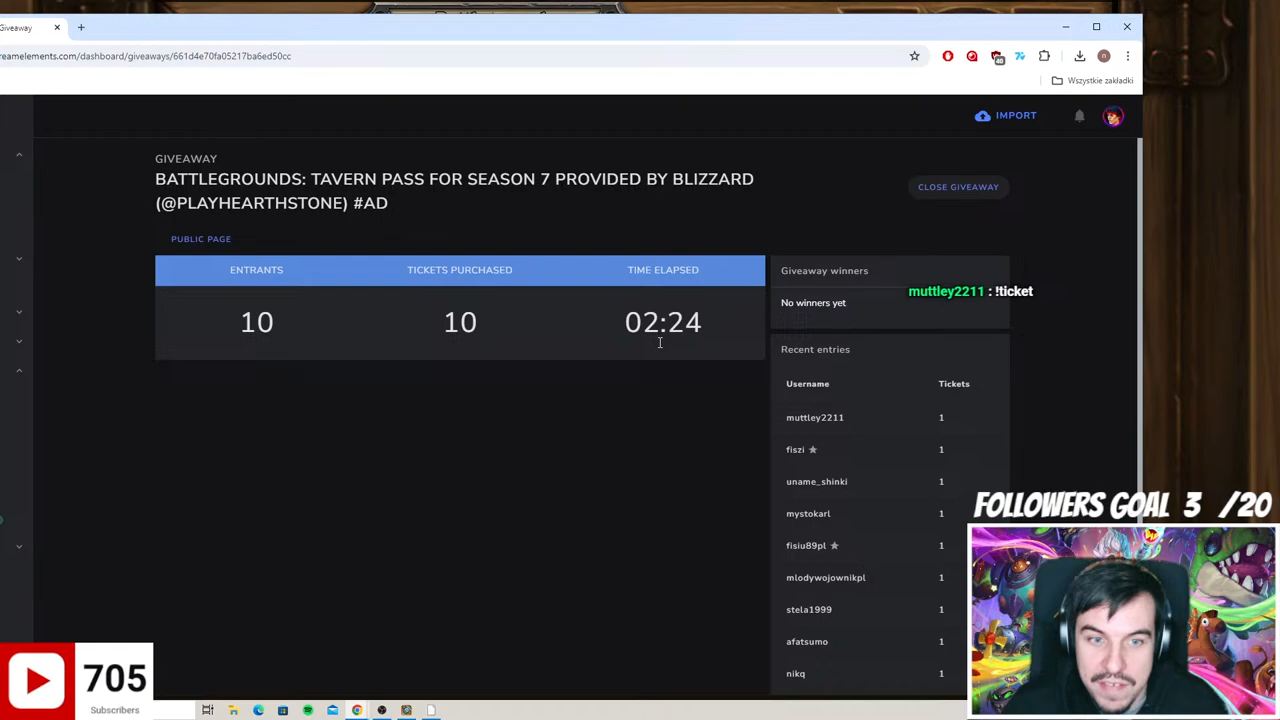 Giveaway
reamelements.com/dashboard/giveaways/661d4e70fa05217ba6ed50cc
40
Wszystkie zakładki
IMPORT
GIVEAWAY
BATTLEGROUNDS: TAVERN PASS FOR SEASON 7 PROVIDED BY BLIZZARD
(@PLAYHEARTHSTONE) #AD
CLOSE GIVEAWAY
PUBLIC PAGE
ENTRANTS TICKETS PURCHASED TIME ELAPSED
10 10 02:24
Giveaway winners
muttley2211 : !ticket
No winners yet
Recent entries
Username Tickets
muttley2211 1
fiszi 1
uname_shinki 1
mystokarl 1
fisiu89pl 1
mlodywojownikpl 1
stela1999 1
afatsumo 1
nikq 1
FOLLOWERS GOAL 3 /20
705
Subscribers